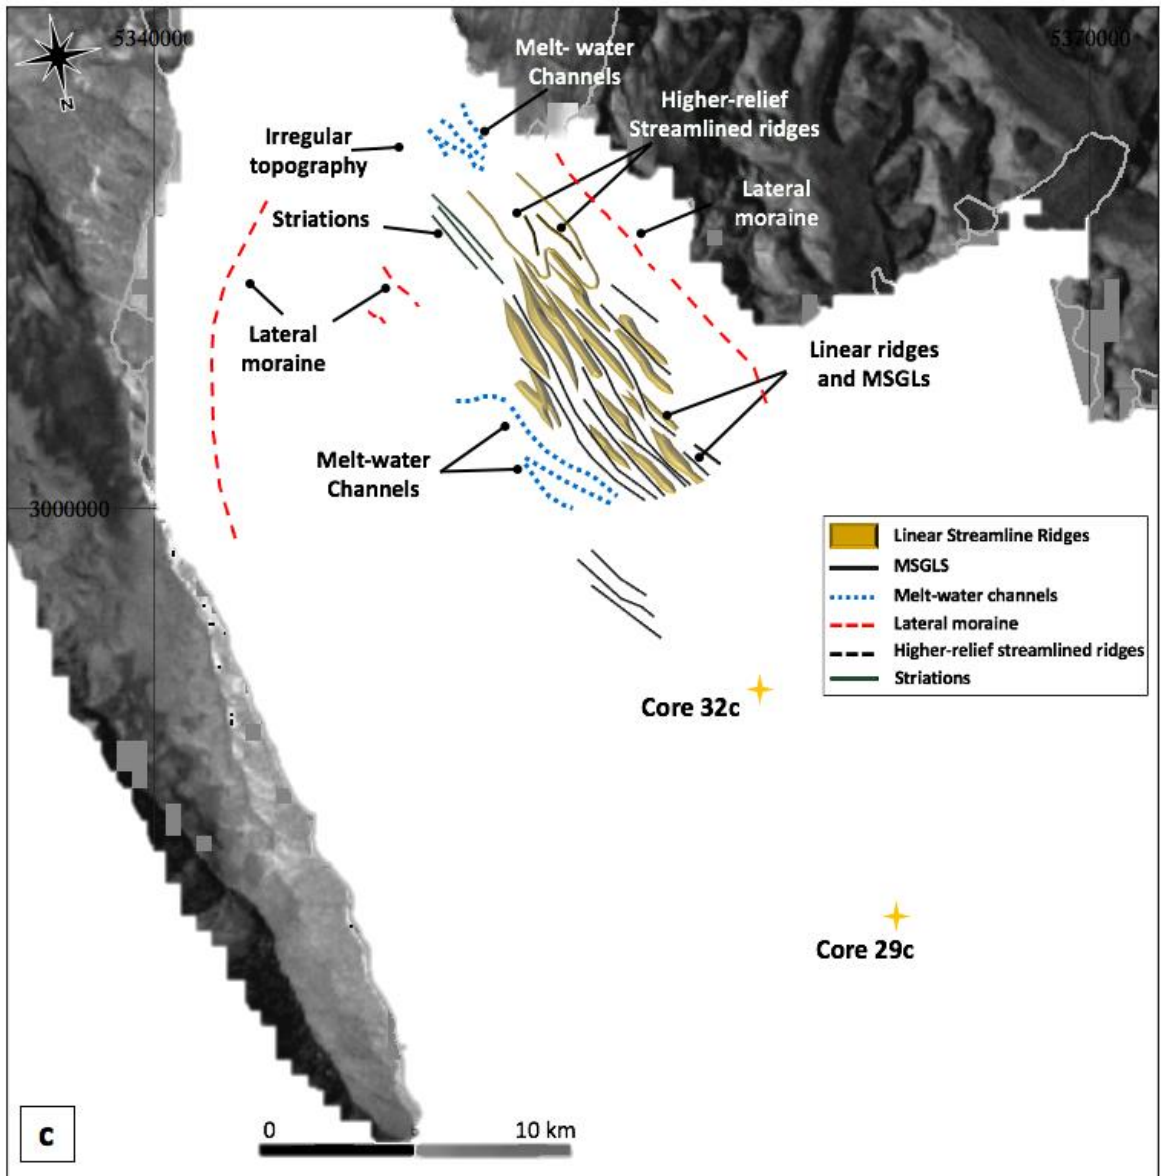 5340000
5370000
Melt- water
Channels
Higher-relief
Streamlined ridges
Irregular
topography
Lateral
moraine
Striations
N
Lateral
moraine
Linear ridges
and MSGLs
Melt-water
Channels
3000000
Linear Streamline Ridges
MSGLS
Melt-water channels
Lateral moraine
Higher-relief streamlined ridges
Striations
Core 32c
Core 29c
c
0 10 km